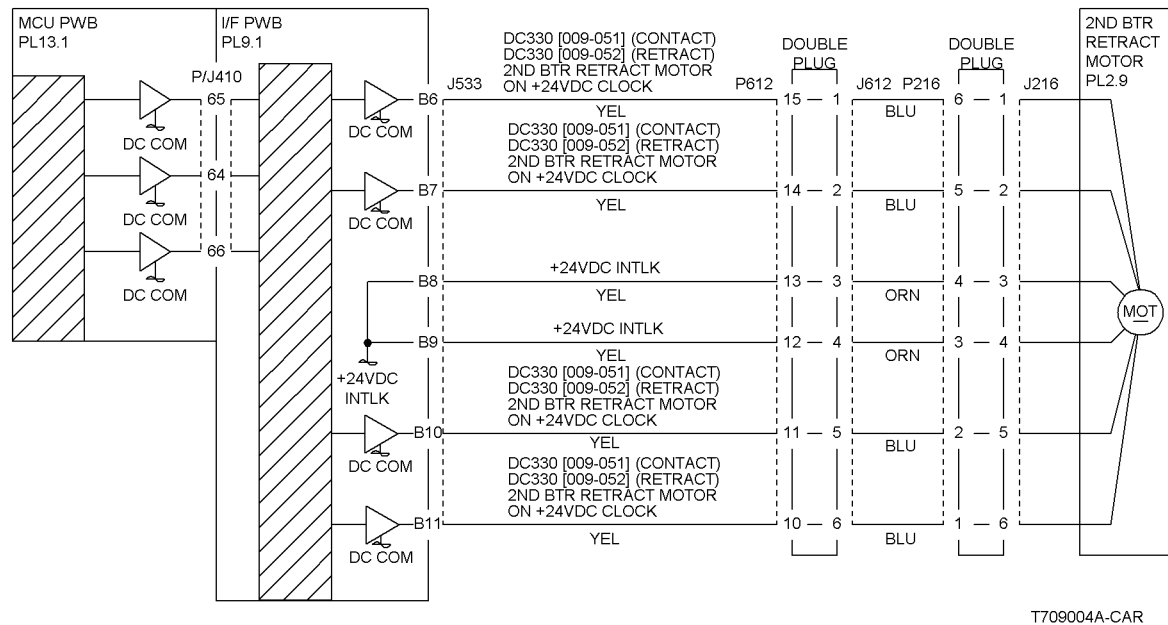 MCU PWB
PL13.1
I/F PWB
PL9.1
P/J410
65
DC COM
64
DC COM
66
DC COM
DC COM
DC COM
+24VDC
INTLK
DC COM
DC COM
J533
B6
B7
B8
B9
B10
B11
DC330 [009-051] (CONTACT)
DC330 [009-052] (RETRACT)
2ND BTR RETRACT MOTOR
ON +24VDC CLOCK
YEL
DC330 [009-051] (CONTACT)
DC330 [009-052] (RETRACT)
2ND BTR RETRACT MOTOR
ON +24VDC CLOCK
YEL
+24VDC INTLK
YEL
+24VDC INTLK
YEL
DC330 [009-051] (CONTACT)
DC330 [009-052] (RETRACT)
2ND BTR RETRACT MOTOR
ON +24VDC CLOCK
YEL
DC330 [009-051] (CONTACT)
DC330 [009-052] (RETRACT)
2ND BTR RETRACT MOTOR
ON +24VDC CLOCK
YEL
DOUBLE
PLUG
P612
J612
15 1
14 2
13 3
12 4
11 5
10 6
BLU
BLU
ORN
ORN
BLU
BLU
DOUBLE
PLUG
P216
J216
6 1
5 2
4 3
3 4
2 5
1 6
2ND BTR
RETRACT
MOTOR
PL2.9
MOT
T709004A-CAR